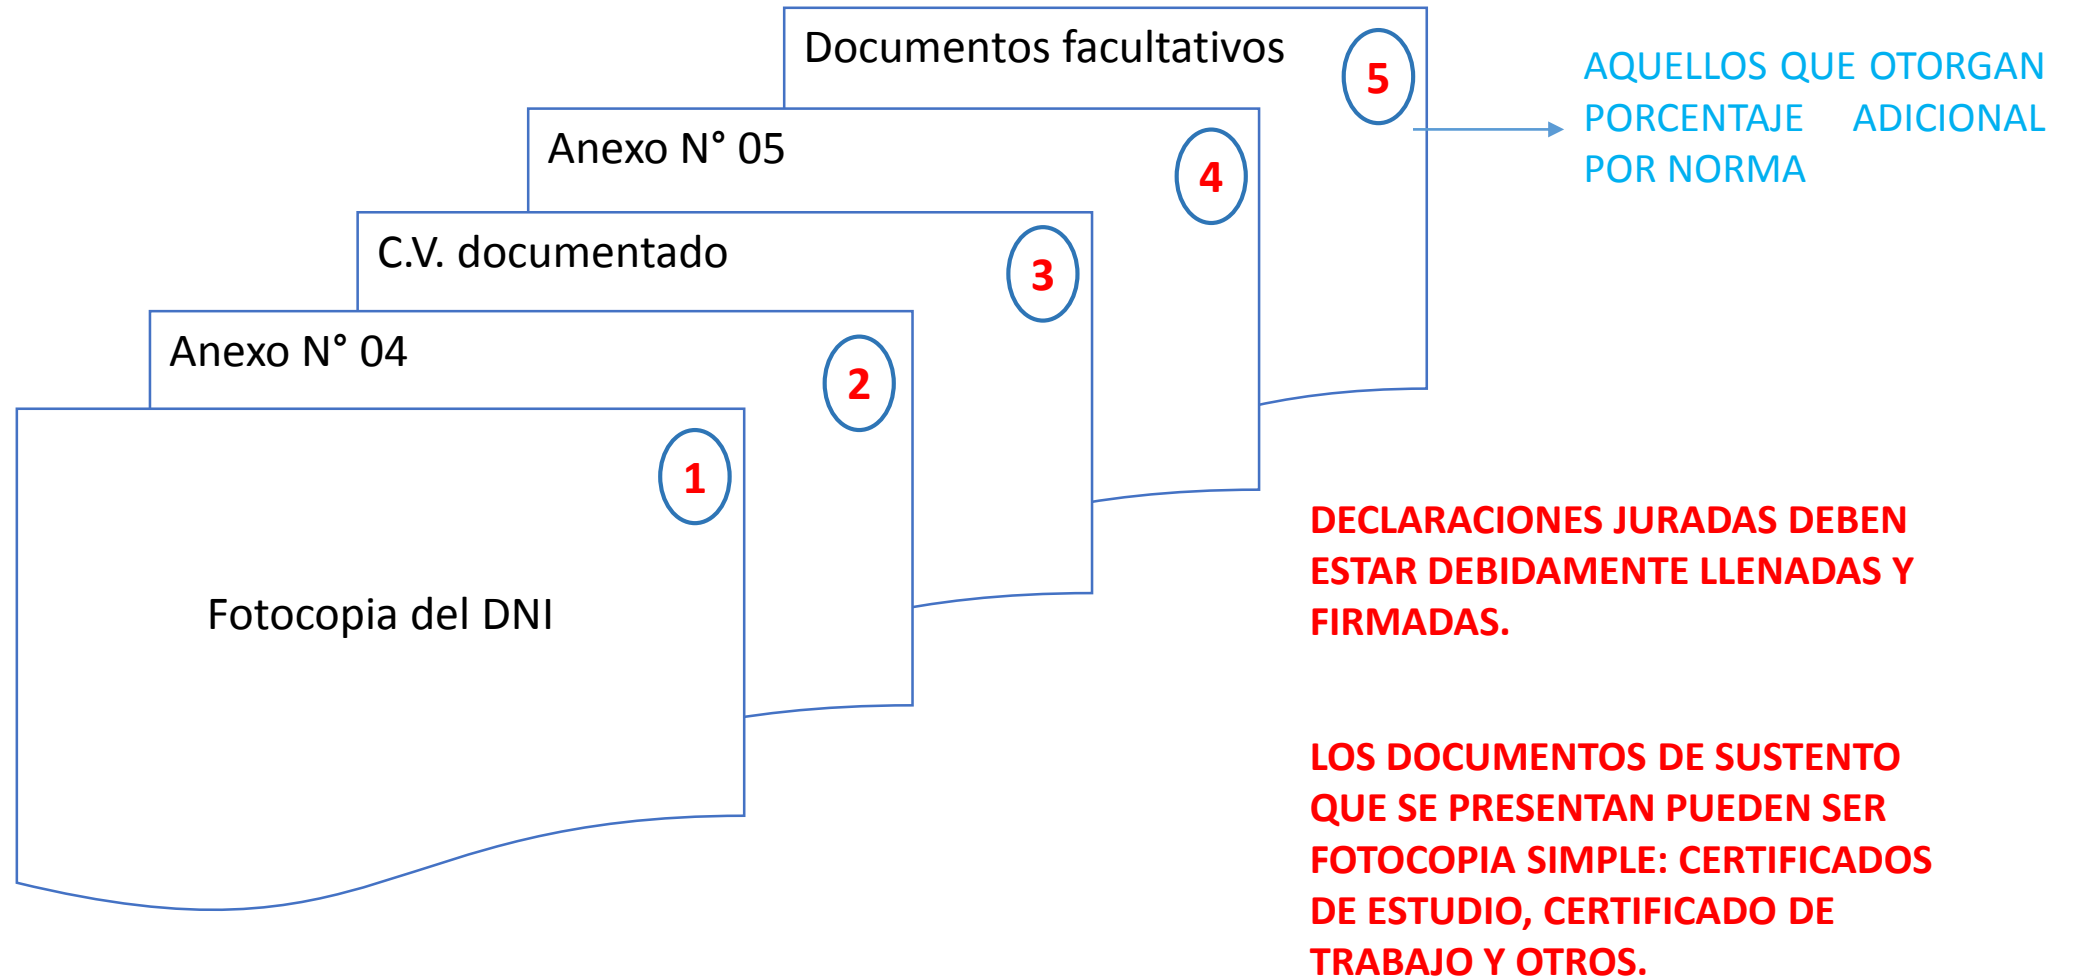 Documentos facultativos
5
AQUELLOS QUE OTORGAN
PORCENTAJE ADICIONAL
POR NORMA
Anexo N° 05
4
C.V. documentado
3
Anexo N° 04
2
1
Fotocopia del DNI
DECLARACIONES JURADAS DEBEN
ESTAR DEBIDAMENTE LLENADAS Y
FIRMADAS.
LOS DOCUMENTOS DE SUSTENTO
QUE SE PRESENTAN PUEDEN SER
FOTOCOPIA SIMPLE: CERTIFICADOS
DE ESTUDIO, CERTIFICADO DE
TRABAJO Y OTROS.